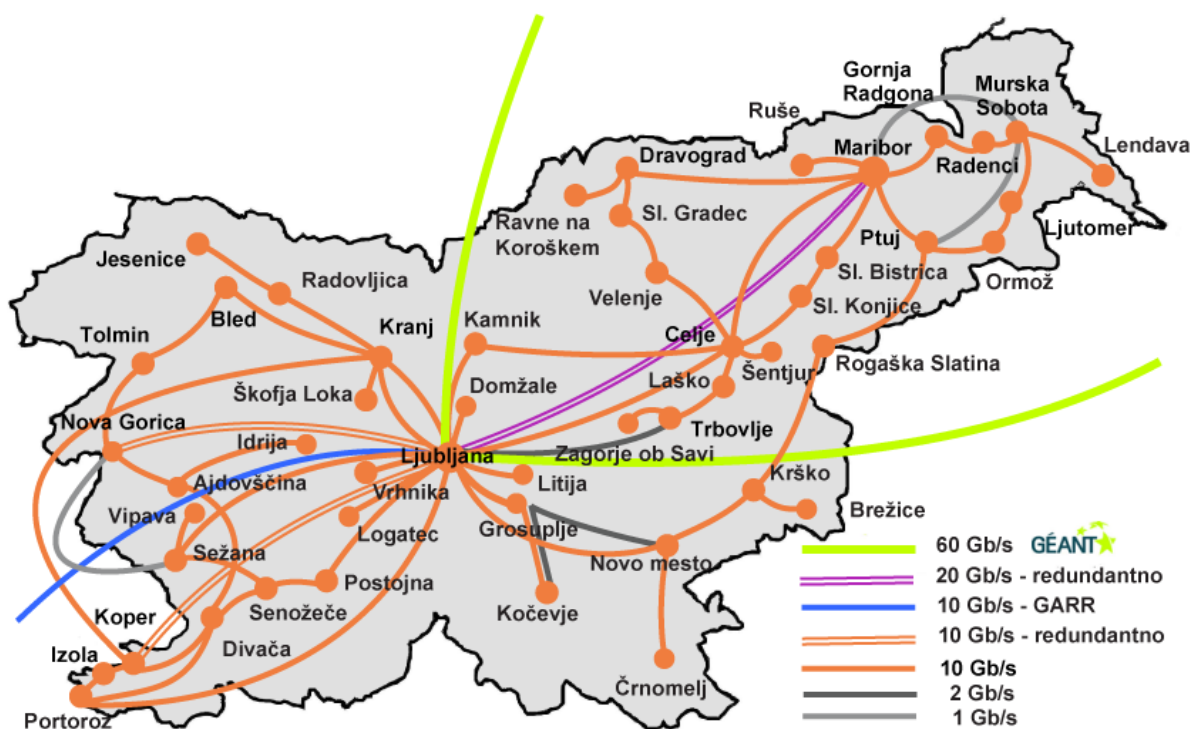 Gornja
Radgona
Murska
Sobota
Ruše
Maribor
Dravograd
Radenci
Lendava
Ravne na
Koroškem
Sl. Gradec
Ptuj
Ljutomer
Jesenice
Radovljica
Velenje
Sl. Bistrica
Ormož
Sl. Konjice
Bled
Kranj
Kamnik
Tolmin
Celje
Rogaška Slatina
Šentjur
Škofja Loka
Domžale
Laško
Nova Gorica
Idrija
Trbovlje
Ljubljana
Zagorje ob Savi
Krško
Ajdovščina
Vrhnika
Litija
Vipava
Brežice
Logatec
Grosuplje
Sežana
Novo mesto
Postojna
Senožeče
Kočevje
Koper
Divača
Izola
Črnomelj
Portoroz
60 Gb/s GÉANT
20 Gb/s - redundantno
10 Gb/s - GARR
10 Gb/s - redundantno
10 Gb/s
2 Gb/s
1 Gb/s